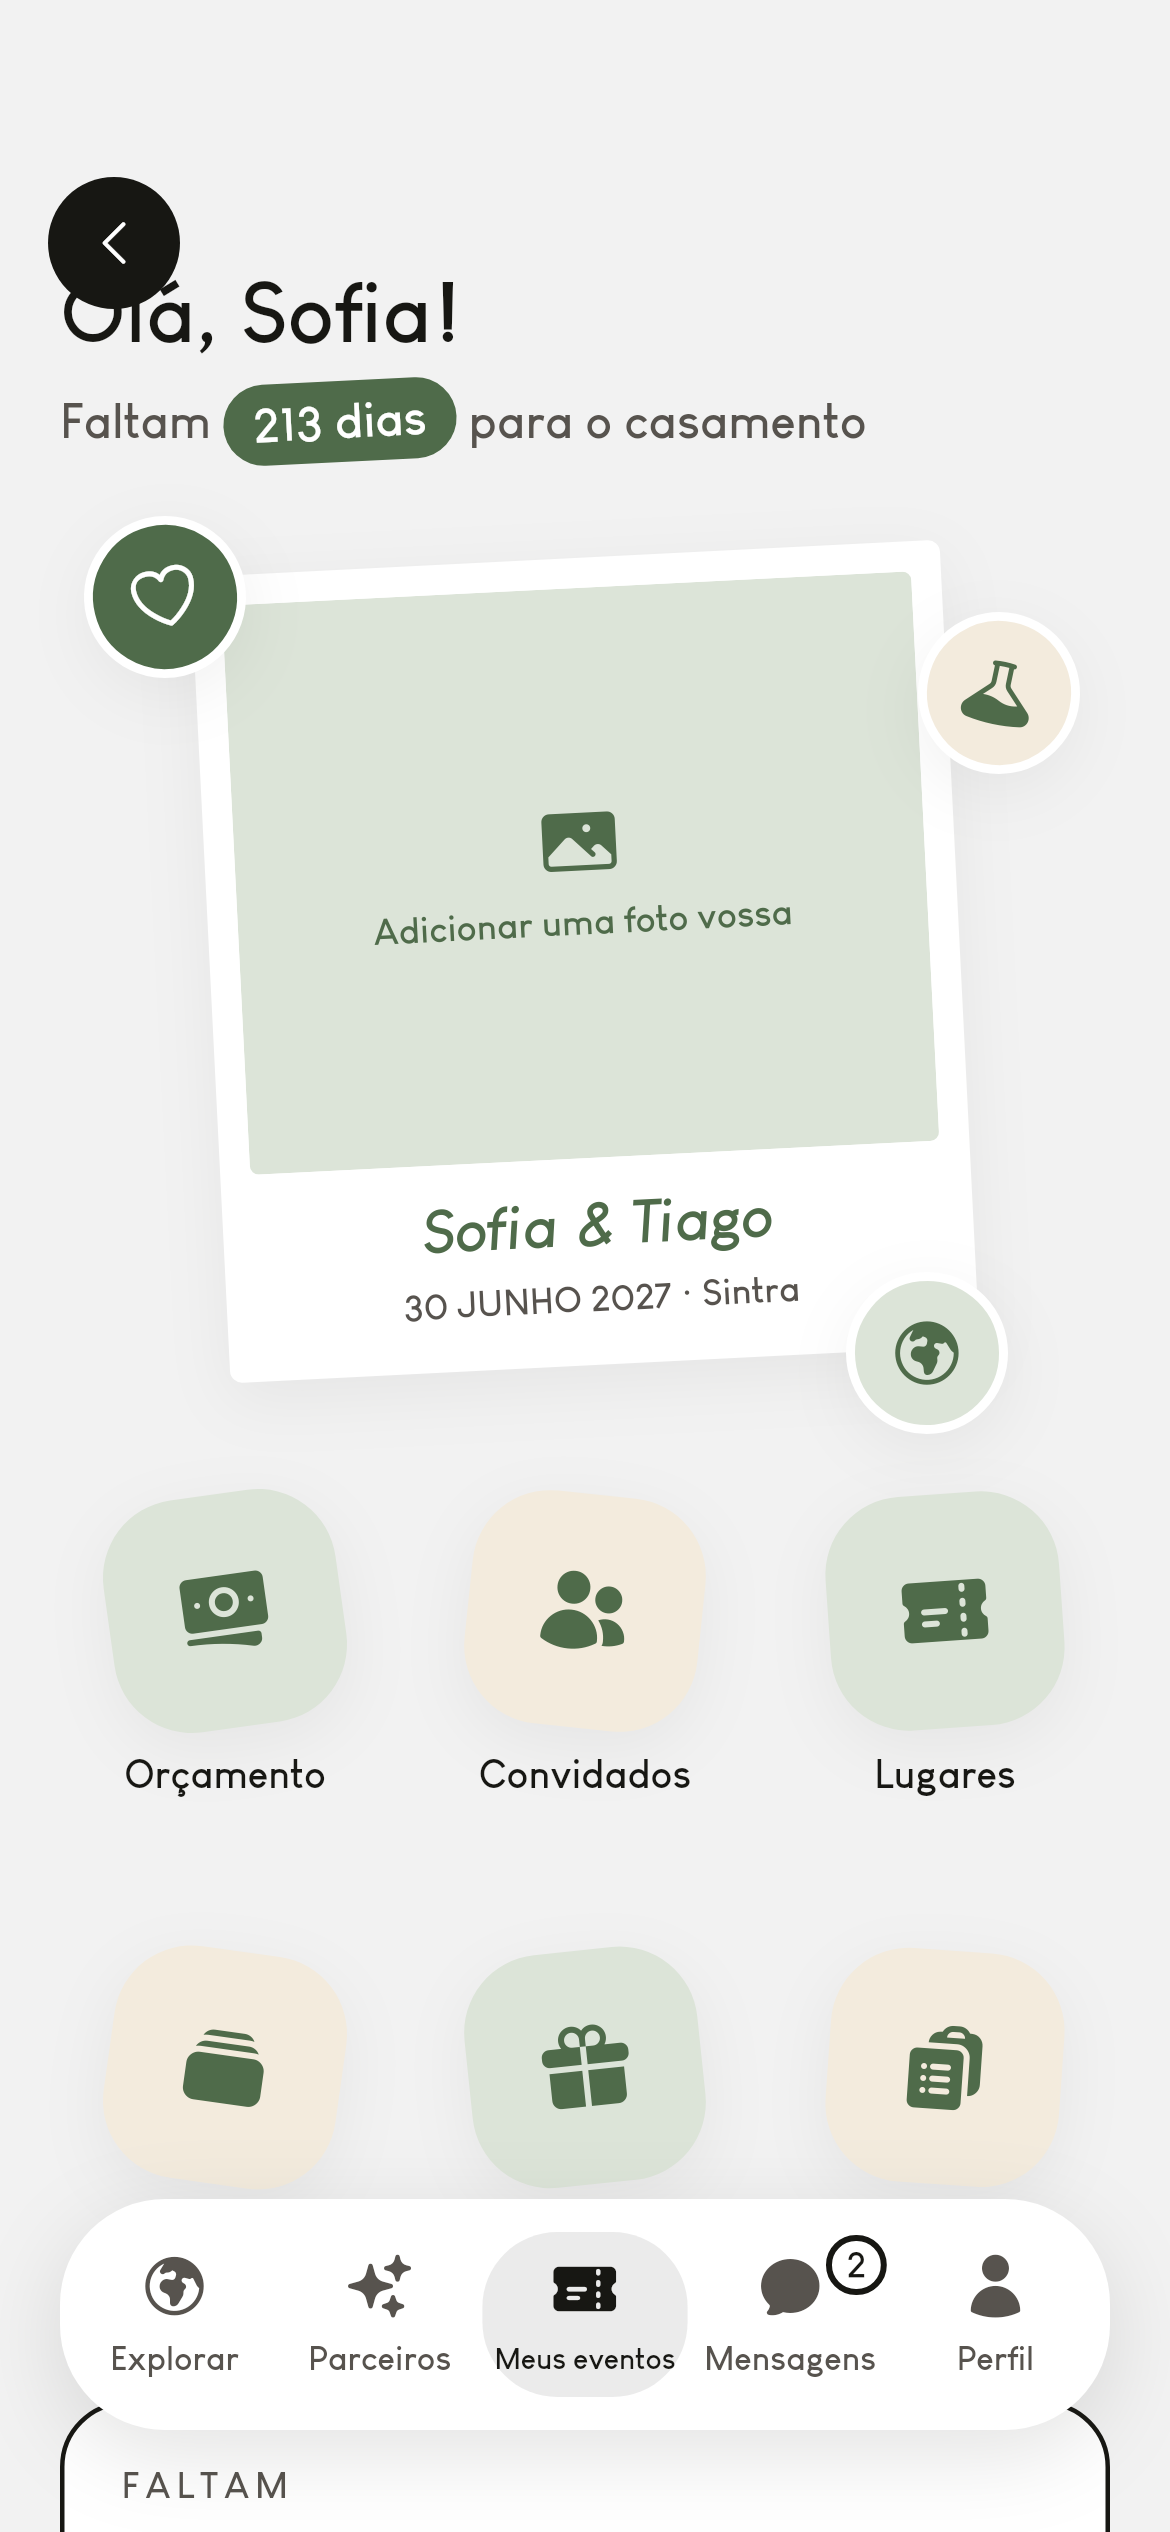 Olá, Sofia!
Faltam 213 dias para o casamento
Adicionar uma foto vossa
Sofia & Tiago
30 JUNHO 2027 · Sintra
Orçamento
Convidados
Lugares
2
Explorar
Parceiros
Meus eventos
Mensagens
Perfil
FALTAM